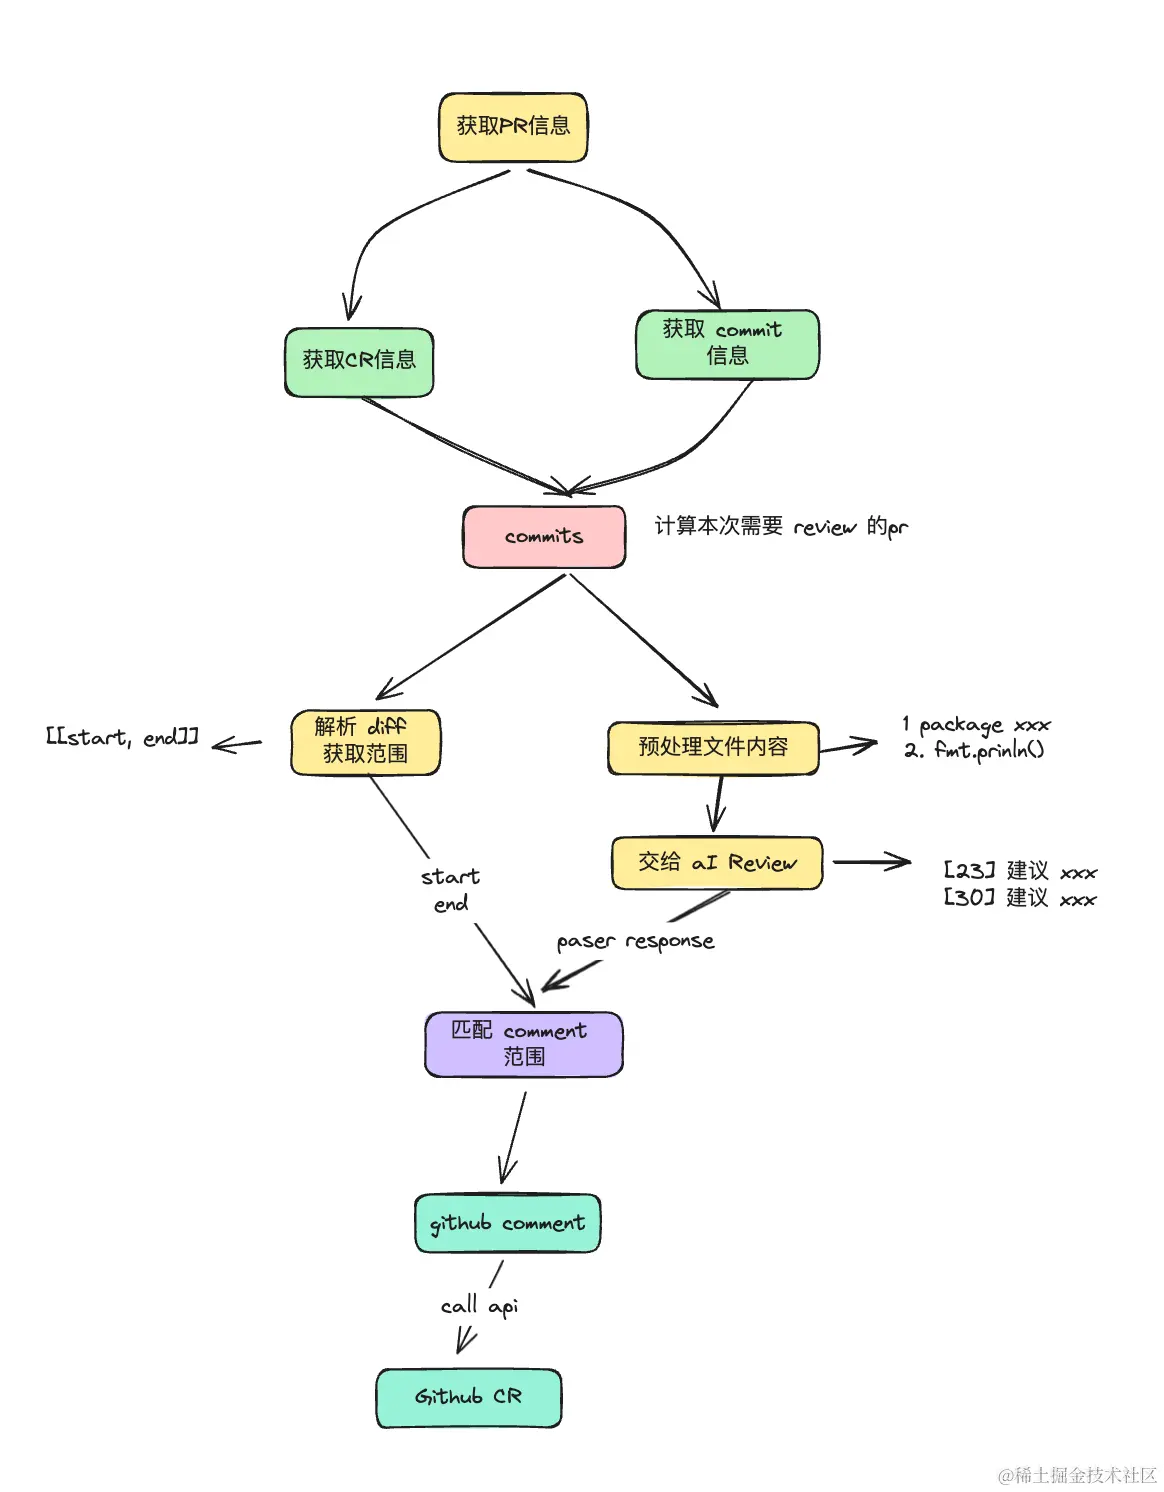 获取PR信息
获取CR信息
获取 commit
信息
commits
计算本次需要 review 的pr
[[start, end]]
解析 diff
获取范围
预处理文件内容
1 package xxx
2. fmt.prinln()
交给 aI Review
[23] 建议 xxx
[30] 建议 xxx
start
end
paser response
匹配 comment
范围
github comment
call api
Github CR
@稀土掘金技术社区